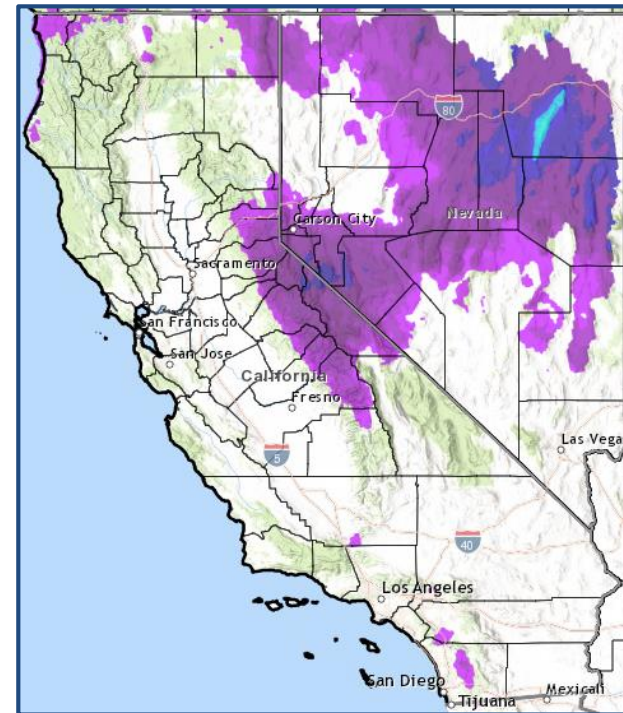 80
Nevada
Carson City
Sacramento
San Francisco
San Jose
California
Fresno
5
Las Vega
40
Los Angeles
San Diego
Tijuana
Mexicali